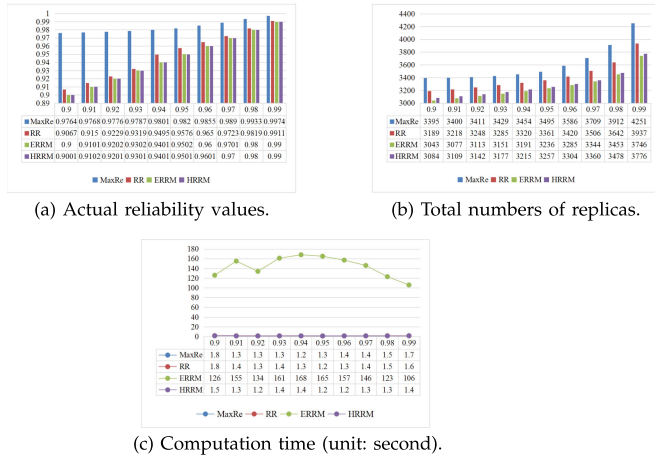 1
0.99
0.98
0.97
0.96
0.95
0.94
0.93
0.92
0.91
0.9
0.89
0.9 0.91 0.92 0.93 0.94 0.95 0.96 0.97 0.98 0.99
MaxRe 0.9764 0.9768 0.9776 0.9787 0.9801 0.982 0.9855 0.989 0.9933 0.9974
RR 0.9067 0.915 0.9229 0.9319 0.9495 0.9576 0.965 0.9723 0.9819 0.9911
ERRM 0.9 0.9101 0.9202 0.9302 0.9401 0.9502 0.96 0.9701 0.98 0.99
HRRM 0.9001 0.9102 0.9201 0.9301 0.9401 0.9501 0.9601 0.97 0.98 0.99
MaxRe RR ERRM HRRM
(a) Actual reliability values.
4400
4200
4000
3800
3600
3400
3200
3000
0.9 0.91 0.92 0.93 0.94 0.95 0.96 0.97 0.98 0.99
MaxRe 3395 3400 3411 3429 3454 3495 3586 3709 3912 4251
RR 3189 3218 3248 3285 3320 3361 3420 3506 3642 3937
ERRM 3043 3077 3113 3151 3191 3236 3285 3344 3453 3746
HRRM 3084 3109 3142 3177 3215 3257 3304 3360 3478 3776
MaxRe RR ERRM HRRM
(b) Total numbers of replicas.
180
160
140
120
100
80
60
40
20
0
0.9 0.91 0.92 0.93 0.94 0.95 0.96 0.97 0.98 0.99
MaxRe 1.8 1.3 1.3 1.3 1.2 1.3 1.4 1.4 1.5 1.7
RR 1.8 1.4 1.3 1.4 1.3 1.2 1.3 1.4 1.5 1.6
ERRM 126 155 134 161 168 165 157 146 123 106
HRRM 1.5 1.3 1.2 1.4 1.4 1.2 1.2 1.3 1.3 1.4
MaxRe RR ERRM HRRM
(c) Computation time (unit: second).